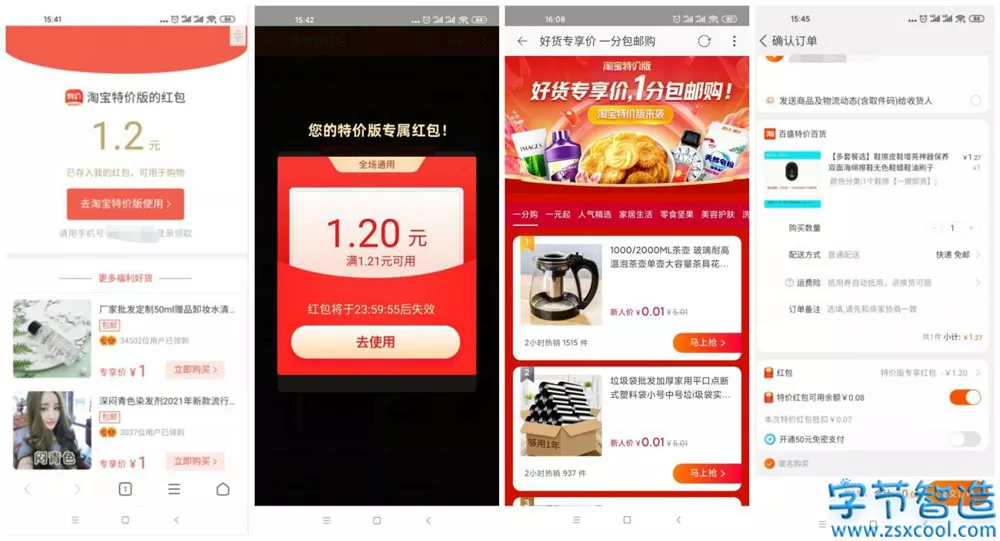 15:41
84
特价
淘宝特价版的红包
1.2 元
已存入我的红包,可用于购物
去淘宝特价版使用 >
请用手机号 登录领取
更多福利好货
厂家批发定制50ml赠品卸妆水清...
包邮
34502位用户已领到
专享价 ¥1
立即购买 >
深闷青色染发剂2021年新款流行...
包邮
3037位用户已领到
闷青色
专享价 ¥1
立即购买 >
1
15:42
84
您的特价版专属红包!
全场通用
1.20 元
满1.21元可用
红包将于23:59:55后失效
去使用
16:08
84
好货专享价 一分包邮购
淘宝特价版
好货专享价,1分包邮购!
淘宝特价版来袭
IMAGES
天然皂粉
一分购 一元起 人气精选 家居生活 零食坚果 美容护肤 洗
1
1000/2000ML茶壶 玻璃耐高
温泡茶壶单壶大容量茶具花...
新人价 ¥0.01 ¥5.01
2小时热销 1515 件
马上抢 >
2
垃圾袋批发加厚家用平口点断
式塑料袋小号中号垃圾袋实...
够用1年
新人价 ¥0.01 ¥5.01
2小时热销 937 件
马上抢 >
3
15:45
84
确认订单
发送商品及物流动态(含取件码)给收货人
淘 百盛特价百货
【多套餐选】鞋擦皮鞋增亮神器保养
双面海绵擦鞋无色鞋蜡鞋油刷子
¥1.27
x1
颜色分类:1个鞋擦【一擦即亮】;
购买数量 - 1 +
配送方式 普通配送 快递 免邮 >
运费险 抵用券自动抵用,退换货可赔
订单备注 选填,请先和商家协商一致
共1件 小计: ¥1.27
红包 特价版专享红包 -¥1.20 >
特价红包可用余额¥0.08
本次特价红包抵扣¥0.07
开通50元免密支付
匿名购买
字节智造
www.zsxcool.com